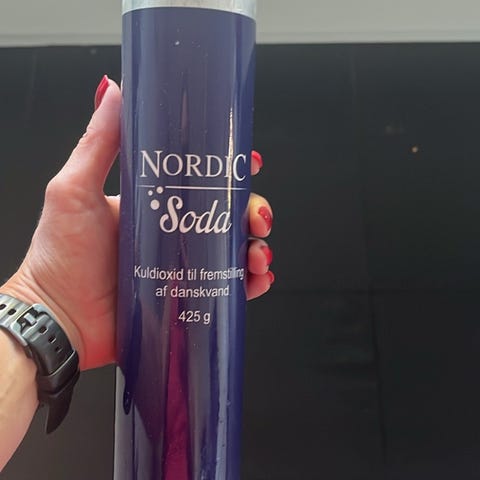 NORDIC
Soda
Kuldioxid til fremstilling
af danskvand
425 g